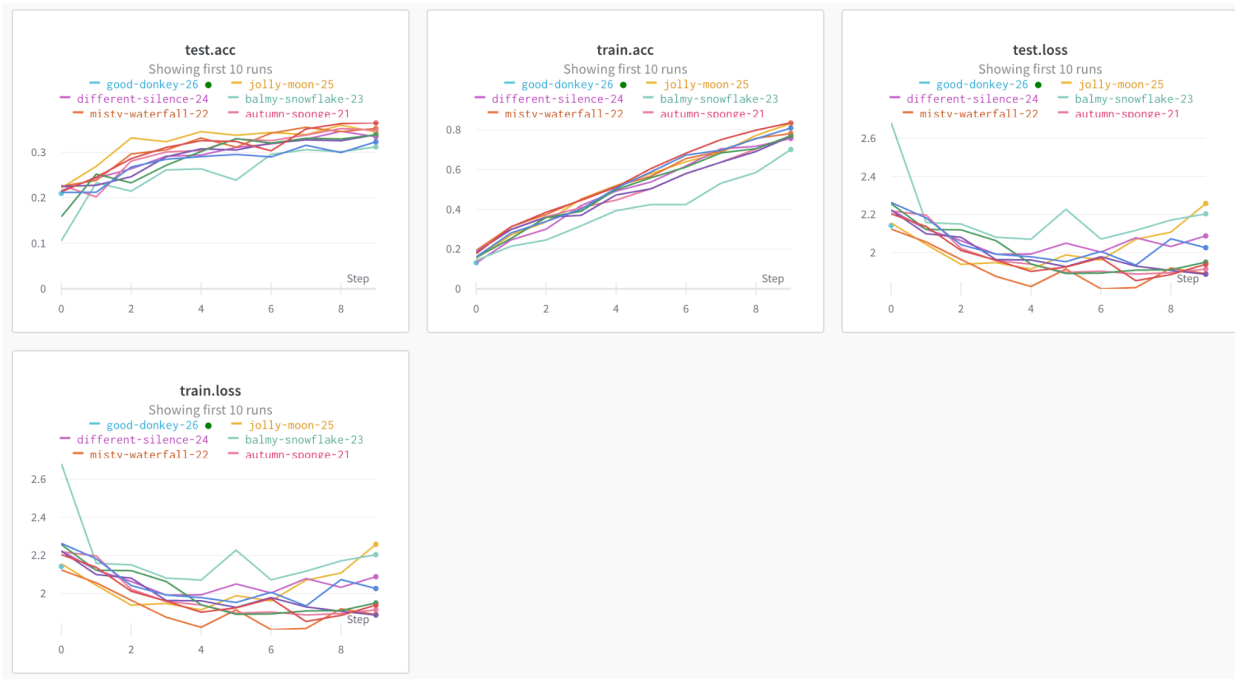 test.acc
Showing first 10 runs
good-donkey-26 jolly-moon-25
different-silence-24 balmy-snowflake-23
misty-waterfall-22 autumn-sponge-21
0.3
0.2
0.1
0
Step
0 2 4 6 8
train.acc
Showing first 10 runs
good-donkey-26 jolly-moon-25
different-silence-24 balmy-snowflake-23
misty-waterfall-22 autumn-sponge-21
0.8
0.6
0.4
0.2
0
Step
0 2 4 6 8
test.loss
Showing first 10 runs
good-donkey-26 jolly-moon-25
different-silence-24 balmy-snowflake-23
misty-waterfall-22 autumn-sponge-21
2.6
2.4
2.2
2
Step
0 2 4 6 8
train.loss
Showing first 10 runs
good-donkey-26 jolly-moon-25
different-silence-24 balmy-snowflake-23
misty-waterfall-22 autumn-sponge-21
2.6
2.4
2.2
2
Step
0 2 4 6 8